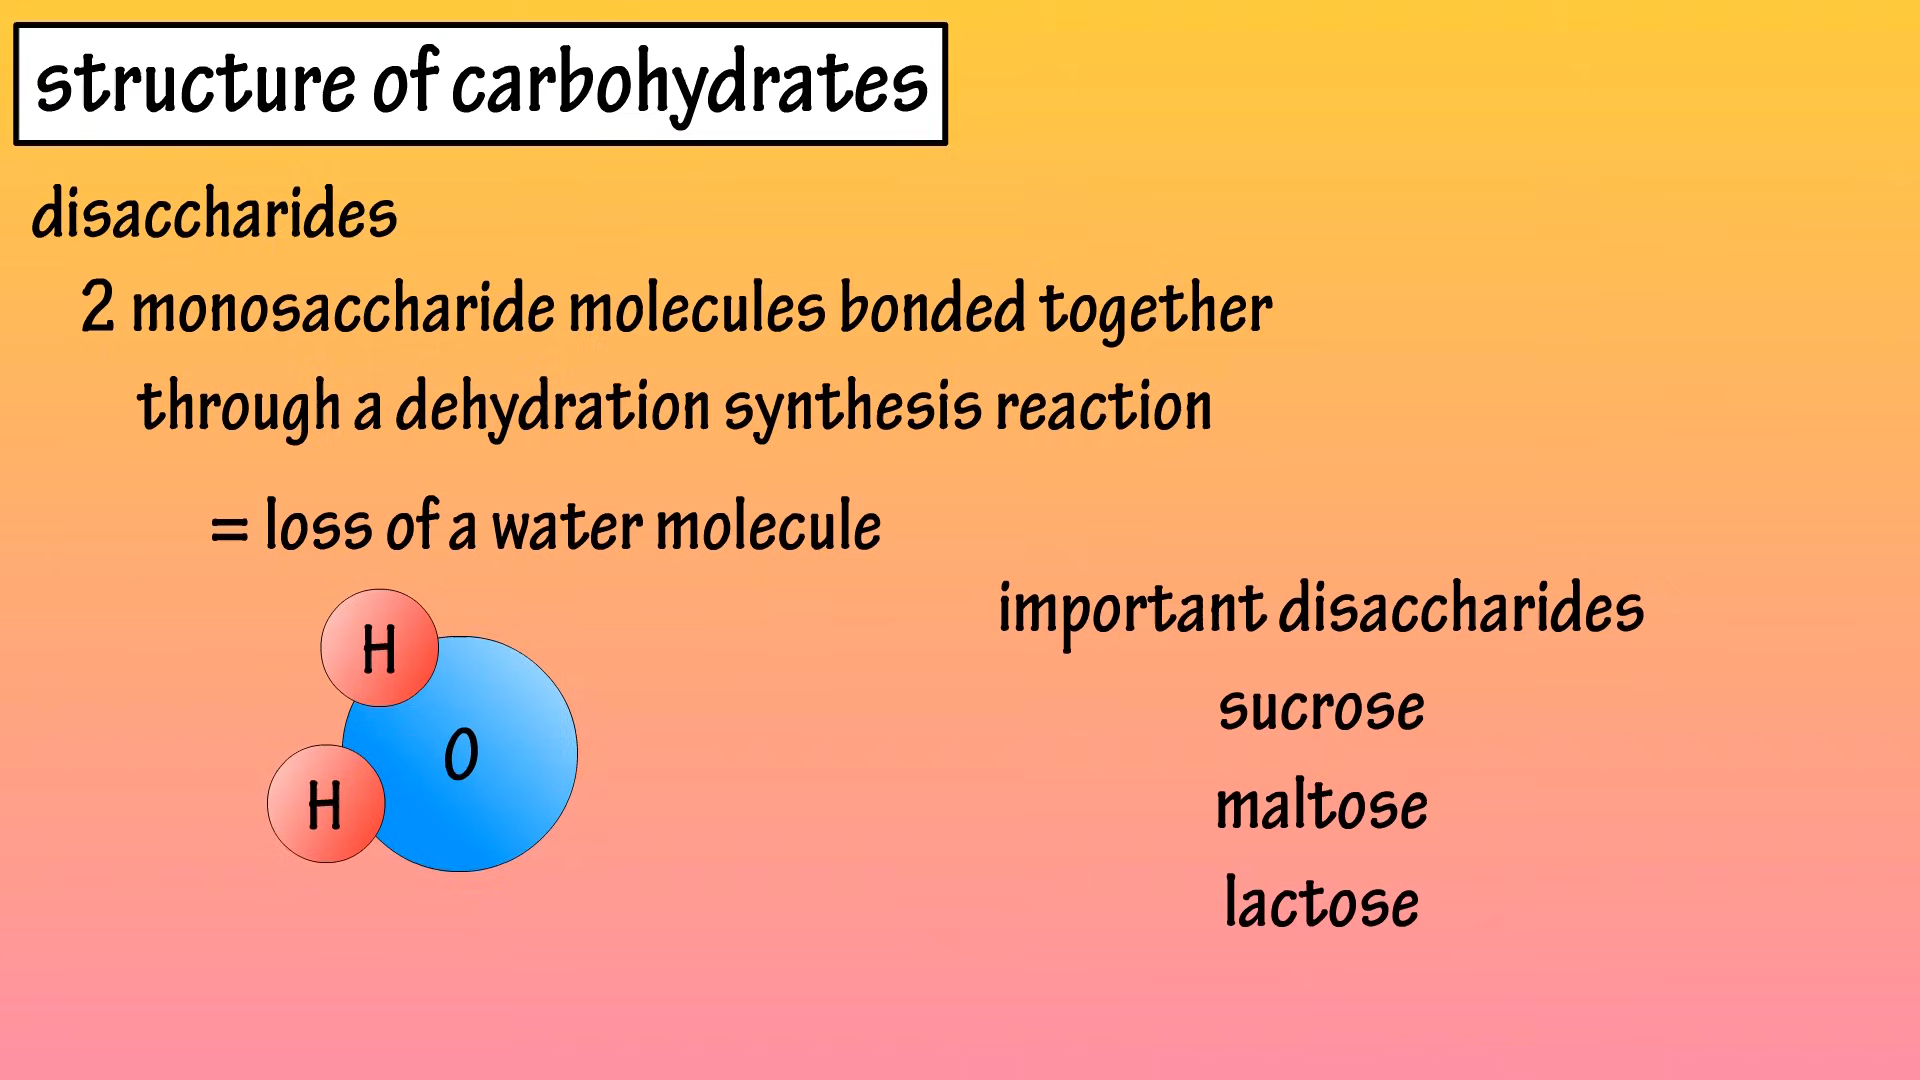 structure of carbohydrates
disaccharides
2 monosaccharide molecules bonded together
through a dehydration synthesis reaction
= loss of a water molecule
H
O
H
important disaccharides
sucrose
maltose
lactose